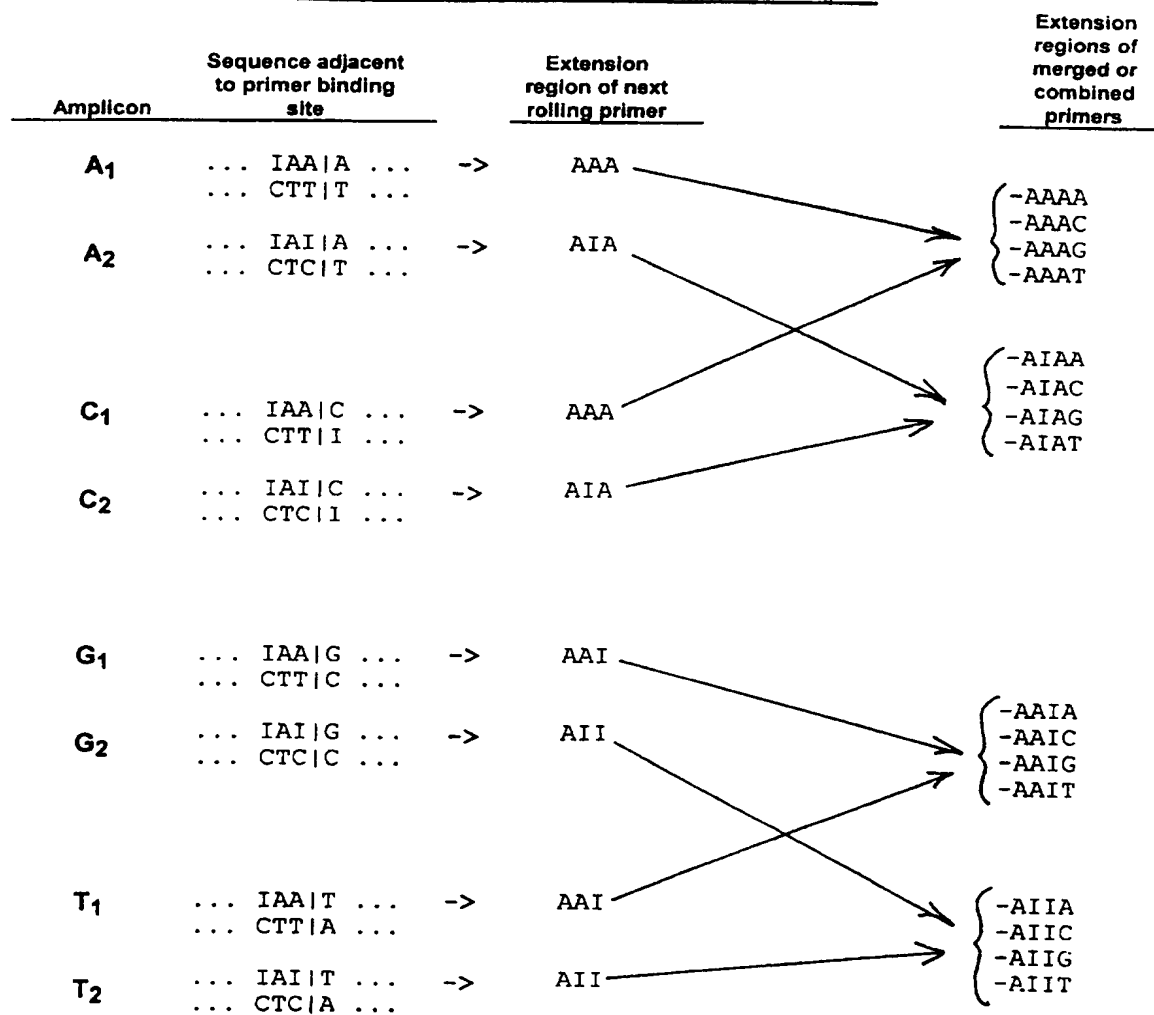 Amplicon
Sequence adjacent
to primer binding
site
Extension
region of next
rolling primer
Extension
regions of
merged or
combined
primers
A1 ... IAA|A ... -> AAA
... CTT|T ...
A2 ... IAI|A ... -> AIA
... CTC|T ...
-AAAA
-AAAC
-AAAG
-AAAT
-AIAA
-AIAC
-AIAG
-AIAT
C1 ... IAA|C ... -> AAA
... CTT|I ...
C2 ... IAI|C ... -> AIA
... CTC|I ...
G1 ... IAA|G ... -> AAI
... CTT|C ...
G2 ... IAI|G ... -> AII
... CTC|C ...
-AAIA
-AAIC
-AAIG
-AAIT
T1 ... IAA|T ... -> AAI
... CTT|A ...
T2 ... IAI|T ... -> AII
... CTC|A ...
-AIIA
-AIIC
-AIIG
-AIIT